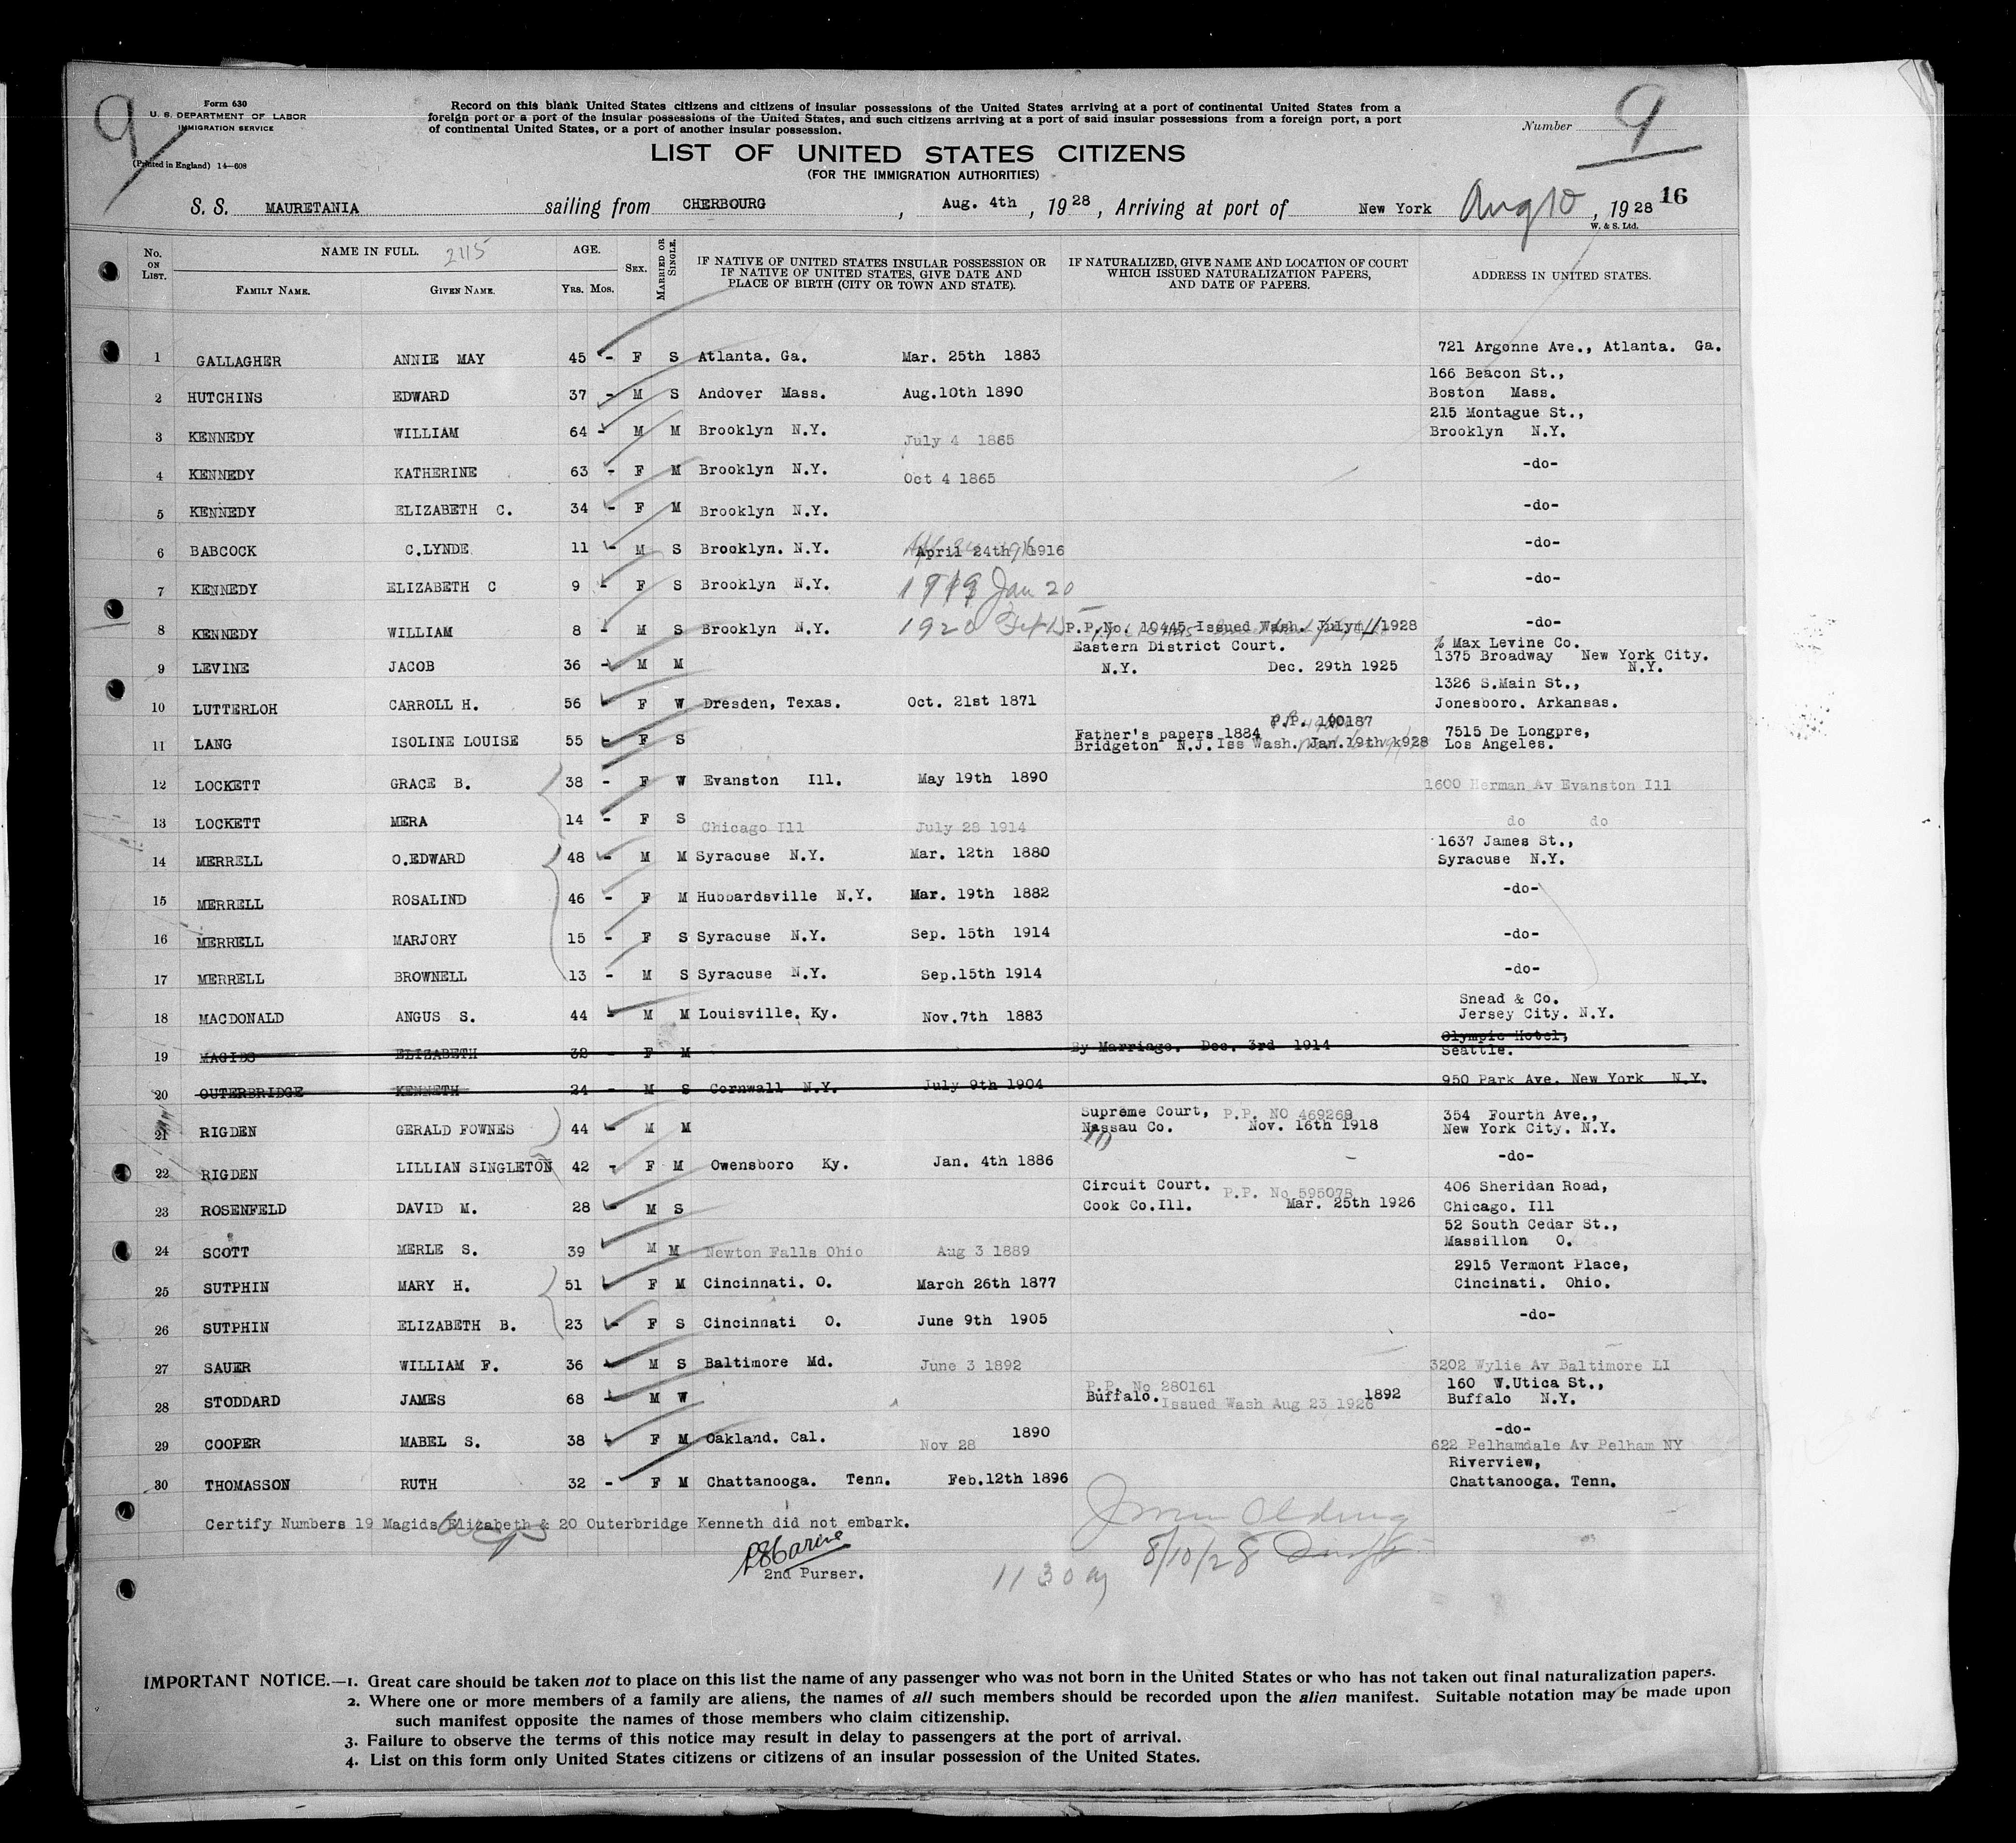 9
Form 630
U. S. DEPARTMENT OF LABOR
IMMIGRATION SERVICE
(Printed in England) 14—608
Record on this blank United States citizens and citizens of insular possessions of the United States arriving at a port of continental United States from a
foreign port or a port of the insular possessions of the United States, and such citizens arriving at a port of said insular possessions from a foreign port, a port
of continental United States, or a port of another insular possession.
Number 9
LIST OF UNITED STATES CITIZENS
(FOR THE IMMIGRATION AUTHORITIES)
S. S. MAURETANIA sailing from CHERBOURG, Aug. 4th, 1928, Arriving at port of New York Aug 10, 1928 16
W. & S. Ltd.
No. ON LIST. NAME IN FULL. 2115 AGE. SEX. MARRIED OR SINGLE. IF NATIVE OF UNITED STATES INSULAR POSSESSION OR IF NATIVE OF UNITED STATES, GIVE DATE AND PLACE OF BIRTH (CITY OR TOWN AND STATE). IF NATURALIZED, GIVE NAME AND LOCATION OF COURT WHICH ISSUED NATURALIZATION PAPERS, AND DATE OF PAPERS. ADDRESS IN UNITED STATES.
FAMILY NAME. GIVEN NAME. YRS. MOS.
1 GALLAGHER ANNIE MAY 45 - F S Atlanta. Ga. Mar. 25th 1883 721 Argonne Ave., Atlanta. Ga.
2 HUTCHINS EDWARD 37 - M S Andover Mass. Aug.10th 1890 166 Beacon St., Boston Mass.
3 KENNEDY WILLIAM 64 - M M Brooklyn N.Y. July 4 1865 215 Montague St., Brooklyn N.Y.
4 KENNEDY KATHERINE 63 - F M Brooklyn N.Y. Oct 4 1865 -do-
5 KENNEDY ELIZABETH C. 34 - F M Brooklyn N.Y. -do-
6 BABCOCK C.LYNDE 11 - M S Brooklyn. N.Y. April 24th 1916 -do-
7 KENNEDY ELIZABETH C 9 - F S Brooklyn N.Y. 1919 Jan 20 -do-
8 KENNEDY WILLIAM 8 - M S Brooklyn N.Y. 1920 P.P.No. 10445 Issued Wash. July 1928 -do-
9 LEVINE JACOB 36 - M M Eastern District Court. N.Y. Dec. 29th 1925 % Max Levine Co. 1375 Broadway New York City. N.Y.
10 LUTTERLOH CARROLL H. 56 F W Dresden, Texas. Oct. 21st 1871 1326 S.Main St., Jonesboro. Arkansas.
11 LANG ISOLINE LOUISE 55 - F S Father's papers 1884 P.P. 190187 Bridgeton N.J. Iss Wash. Jan.19th k928 7515 De Longpre, Los Angeles.
12 LOCKETT GRACE B. 38 - F W Evanston Ill. May 19th 1890 1600 Herman Av Evanston Ill
13 LOCKETT MERA 14 - F S Chicago Ill July 28 1914 do do
14 MERRELL O.EDWARD 48 - M M Syracuse N.Y. Mar. 12th 1880 1637 James St., Syracuse N.Y.
15 MERRELL ROSALIND 46 - F M Hubbardsville N.Y. Mar. 19th 1882 -do-
16 MERRELL MARJORY 15 - F S Syracuse N.Y. Sep. 15th 1914 -do-
17 MERRELL BROWNELL 13 - M S Syracuse N.Y. Sep.15th 1914 -do-
18 MACDONALD ANGUS S. 44 - M M Louisville. Ky. Nov.7th 1883 Snead & Co. Jersey City. N.Y.
19 MAGIDS ELIZABETH 32 - F M By Marriage. Dec. 3rd 1914 Olympic Hotel, Seattle.
20 OUTERBRIDGE KENNETH 24 - M S Cornwall N.Y. July 9th 1904 950 Park Ave. New York N.Y.
21 RIGDEN GERALD FOWNES 44 - M M Supreme Court, P.P. NO 469268 Nassau Co. Nov. 16th 1918 354 Fourth Ave., New York City. N.Y.
22 RIGDEN LILLIAN SINGLETON 42 - F M Owensboro Ky. Jan. 4th 1886 -do-
23 ROSENFELD DAVID M. 28 - M S Circuit Court. P.P. No 595078 Cook Co.Ill. Mar. 25th 1926 406 Sheridan Road, Chicago. Ill
24 SCOTT MERLE S. 39 M M Newton Falls Ohio Aug 3 1889 52 South Cedar St., Massillon O.
25 SUTPHIN MARY H. 51 - F M Cincinnati. O. March 26th 1877 2915 Vermont Place, Cincinati. Ohio.
26 SUTPHIN ELIZABETH B. 23 - F S Cincinnati O. June 9th 1905 -do-
27 SAUER WILLIAM F. 36 - M S Baltimore Md. June 3 1892 3202 Wylie Av Baltimore LI
28 STODDARD JAMES 68 - M W P.P. No 280161 Buffalo. 1892 Issued Wash Aug 23 1926 160 W.Utica St., Buffalo N.Y.
29 COOPER MABEL S. 38 - F M Oakland. Cal. Nov 28 1890 -do- 622 Pelhamdale Av Pelham NY
30 THOMASSON RUTH 32 - F M Chattanooga. Tenn. Feb.12th 1896 Riverview, Chattanooga. Tenn.
Certify Numbers 19 Magids Elizabeth & 20 Outerbridge Kenneth did not embark.
2nd Purser.
11 30 8/10/28
IMPORTANT NOTICE.—1. Great care should be taken not to place on this list the name of any passenger who was not born in the United States or who has not taken out final naturalization papers.
2. Where one or more members of a family are aliens, the names of all such members should be recorded upon the alien manifest. Suitable notation may be made upon
such manifest opposite the names of those members who claim citizenship.
3. Failure to observe the terms of this notice may result in delay to passengers at the port of arrival.
4. List on this form only United States citizens or citizens of an insular possession of the United States.